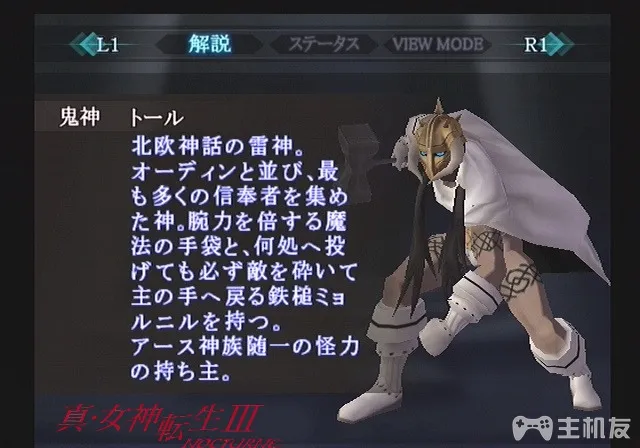 L1 解説 ステータス VIEW MODE R1
鬼神 トール
北欧神話の雷神。
オーディンと並び、最
も多くの信奉者を集め
た神。腕力を倍する魔
法の手袋と、何処へ投
げても必ず敵を砕いて
主の手へ戻る鉄槌ミョ
ルニルを持つ。
アース神族随一の怪力
の持ち主。
真・女神転生III
NOCTURNE
主机友